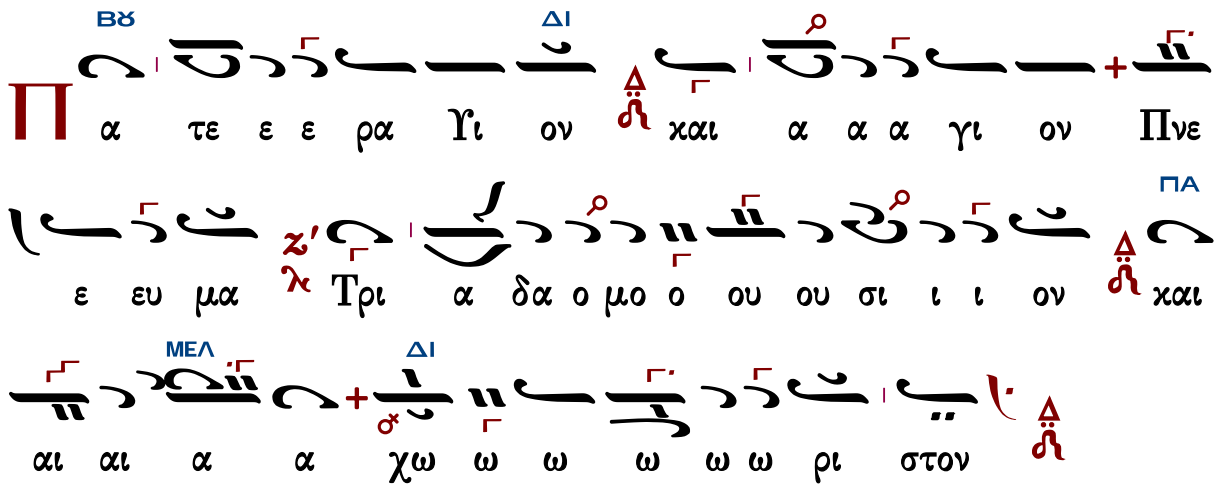 ΒȢ ΔΙ
Πα τε ε ε ρα Υι ον Δ και α α α γι ον Πνε
ΠΑ
ε ευ μα Ζ' λ Τρι α δα ο μο ο ου ου σι ι ι ον Δ και
ΜΕΛ ΔΙ
αι αι α α χω ω ω ω ω ω ρι στον Δ